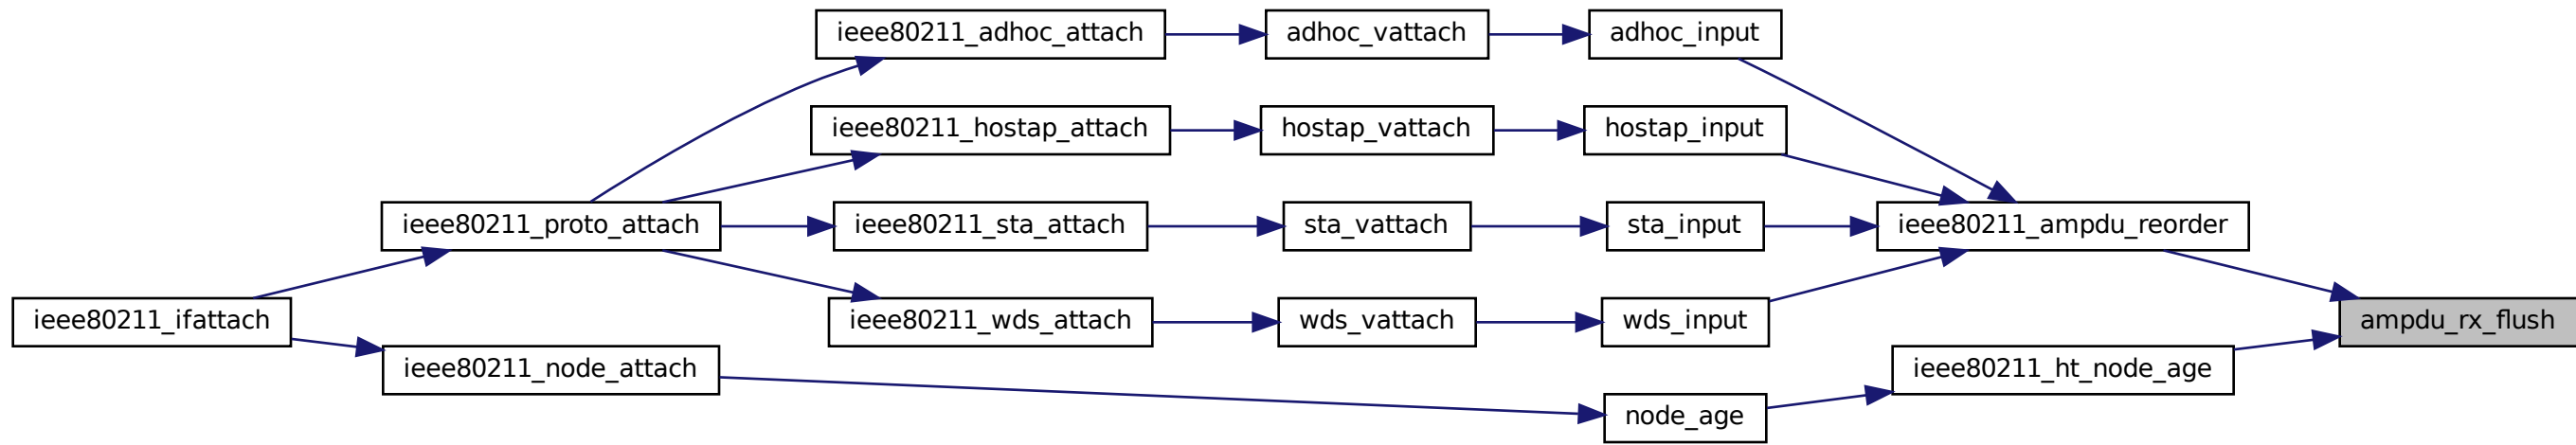 ieee80211_adhoc_attach
adhoc_vattach
adhoc_input
ieee80211_hostap_attach
hostap_vattach
hostap_input
ieee80211_proto_attach
ieee80211_sta_attach
sta_vattach
sta_input
ieee80211_ampdu_reorder
ieee80211_ifattach
ieee80211_wds_attach
wds_vattach
wds_input
ampdu_rx_flush
ieee80211_node_attach
ieee80211_ht_node_age
node_age